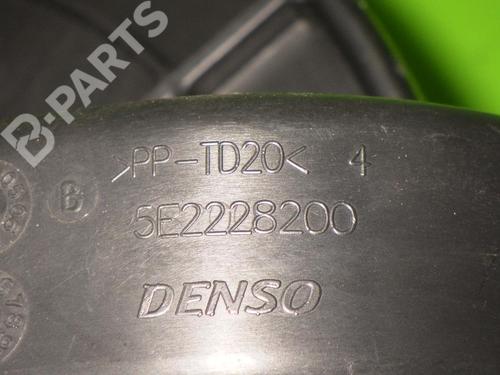 B-PARTS
>PP-TD20< 4
B
5E2228200
DENSO